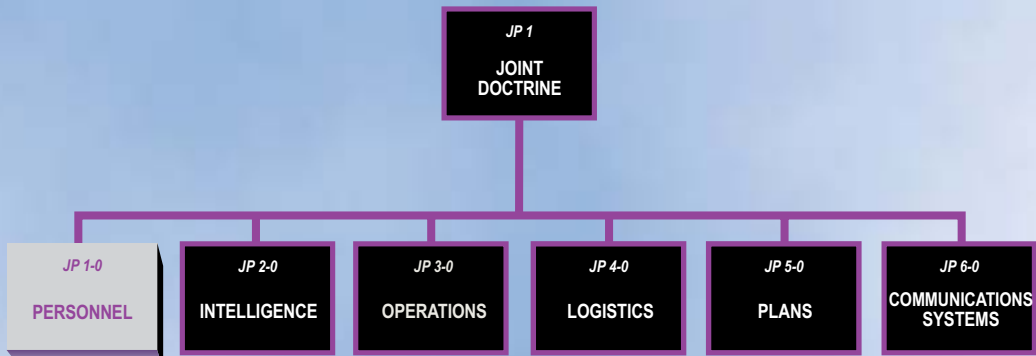 JP 1
JOINT
DOCTRINE
JP 1-0
PERSONNEL
JP 2-0
INTELLIGENCE
JP 3-0
OPERATIONS
JP 4-0
LOGISTICS
JP 5-0
PLANS
JP 6-0
COMMUNICATIONS
SYSTEMS